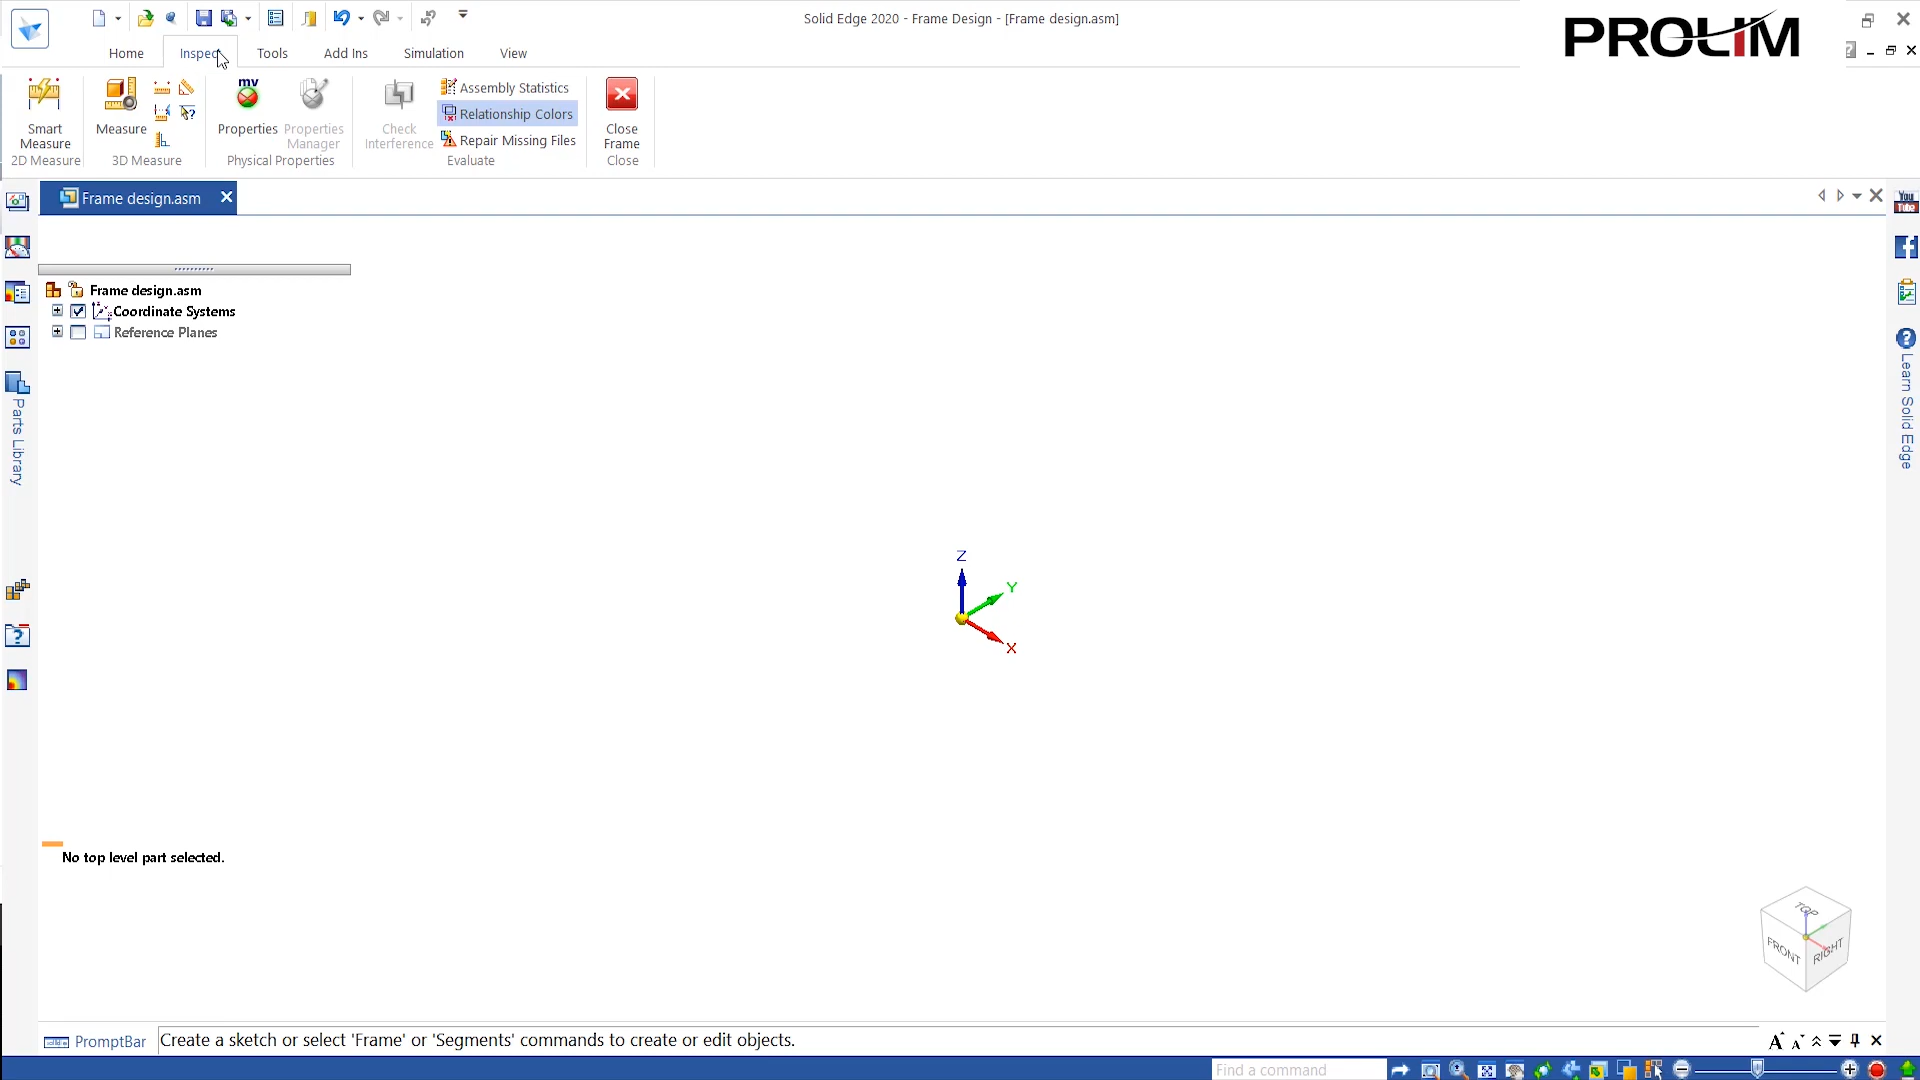 Solid Edge 2020 - Frame Design - [Frame design.asm]
PROLIM
Home
Inspect
Tools
Add Ins
Simulation
View
Smart
Measure
2D Measure
Measure
3D Measure
mv
Properties
Properties
Manager
Physical Properties
Check
Interference
Assembly Statistics
Relationship Colors
Repair Missing Files
Evaluate
Close
Frame
Close
Frame design.asm
You
Tube
Frame design.asm
Coordinate Systems
Reference Planes
Parts Library
Learn Solid Edge
Z
Y
X
No top level part selected.
TOP
FRONT
RIGHT
PromptBar
Create a sketch or select 'Frame' or 'Segments' commands to create or edit objects.
A A
Find a command